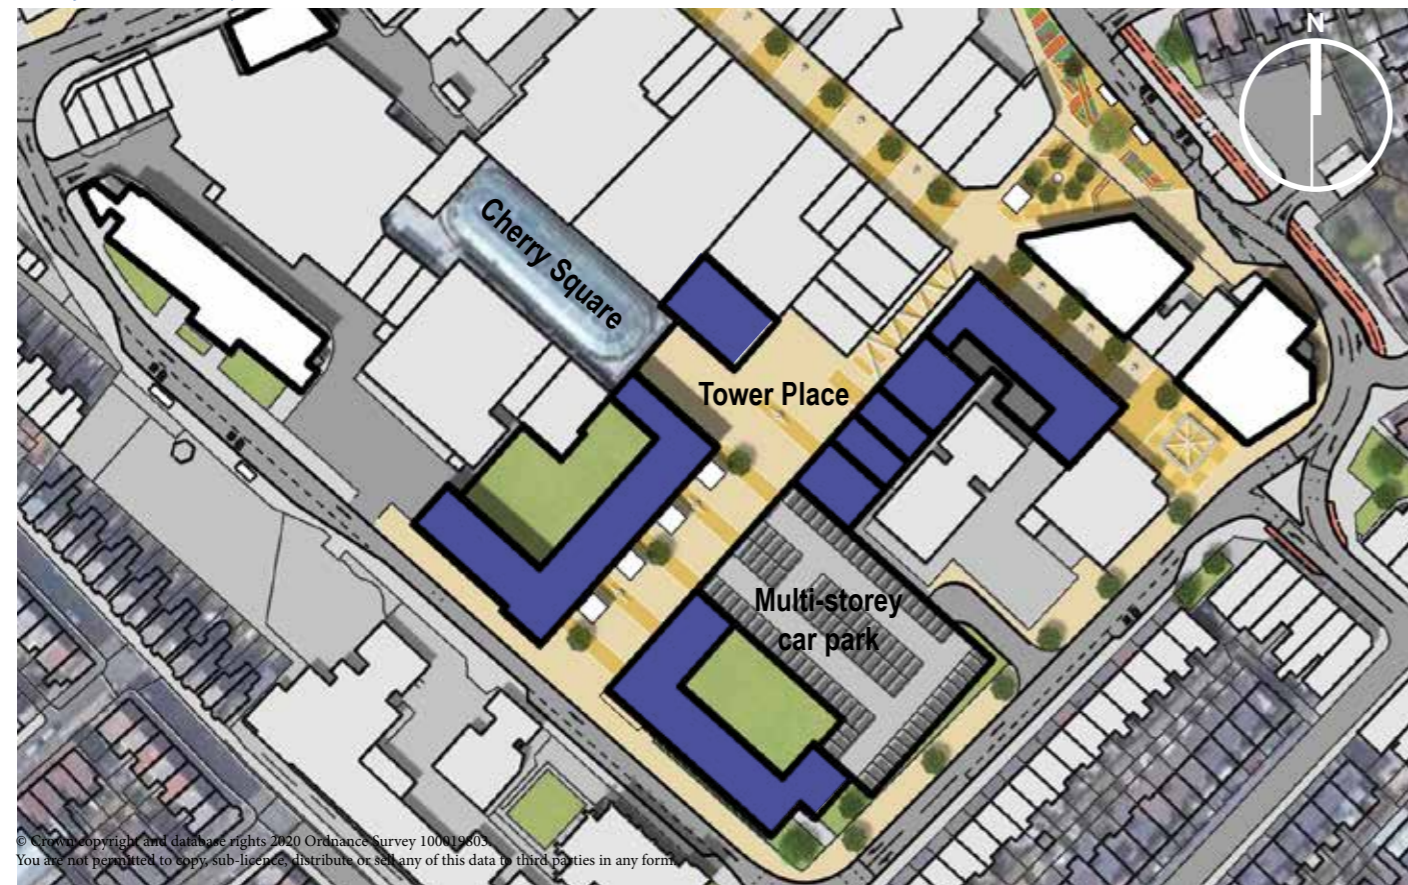 N
Cherry Square
Tower Place
Multi-storey
car park
© Crown copyright and database rights 2020 Ordnance Survey 100019803.
You are not permitted to copy, sub-licence, distribute or sell any of this data to third parties in any form.